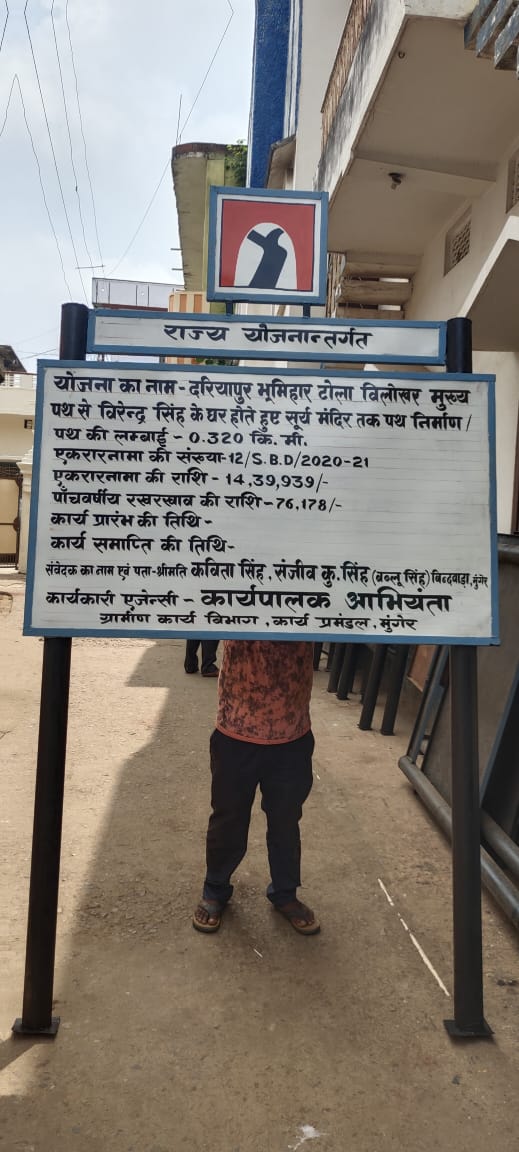 राज्य योजनान्तर्गत
योजना का नाम - दरियापुर भूमिहार टोला विलोखर मुख्य
पथ से विरेन्द्र सिंह के घर होते हुए सूर्य मंदिर तक पथ निर्माण /
पथ की लम्बाई - 0.320 कि. मी.
एकरारनामा की संख्या-12/S.B.D/2020-21
एकरारनामा की राशि - 14,39,939/-
पाँचवर्षीय रखरखाव की राशि-76,178/-
कार्य प्रारंभ की तिथि -
कार्य समाप्ति की तिथि-
संवेदक का नाम एवं पता-श्रीमति कविता सिंह, संजीव कु. सिंह (बब्लु सिंह) बिन्दवाड़ा, मुंगेर
कार्यकारी एजेन्सी - कार्यपालक अभियंता
ग्रामीण कार्य विभाग, कार्य प्रमंडल, मुंगेर